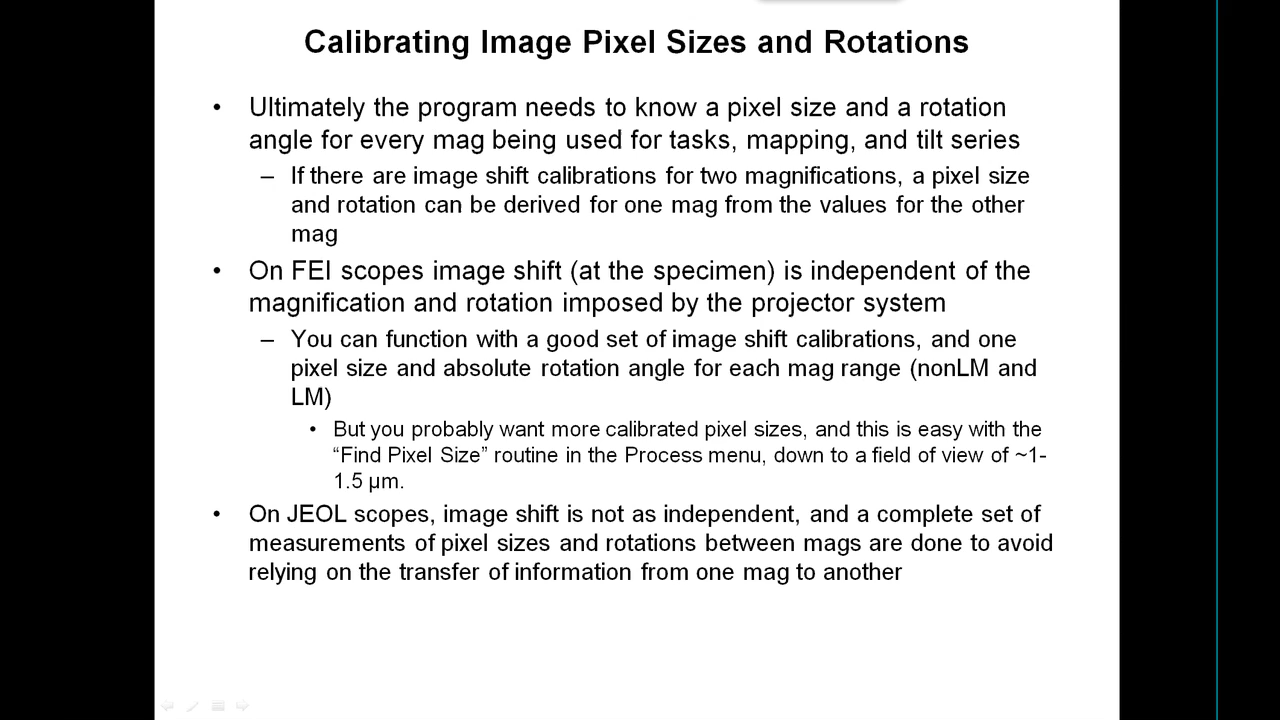 Calibrating Image Pixel Sizes and Rotations
• Ultimately the program needs to know a pixel size and a rotation
angle for every mag being used for tasks, mapping, and tilt series
– If there are image shift calibrations for two magnifications, a pixel size
and rotation can be derived for one mag from the values for the other
mag
• On FEI scopes image shift (at the specimen) is independent of the
magnification and rotation imposed by the projector system
– You can function with a good set of image shift calibrations, and one
pixel size and absolute rotation angle for each mag range (nonLM and
LM)
• But you probably want more calibrated pixel sizes, and this is easy with the
“Find Pixel Size” routine in the Process menu, down to a field of view of ~1-
1.5 µm.
• On JEOL scopes, image shift is not as independent, and a complete set of
measurements of pixel sizes and rotations between mags are done to avoid
relying on the transfer of information from one mag to another